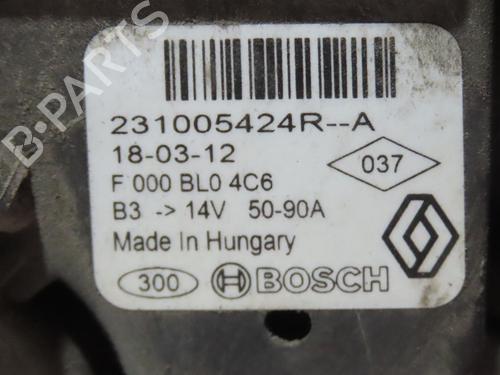 B-PARTS
231005424R--A
18-03-12
037
F 000 BL0 4C6
B3 -> 14V 50-90A
Made In Hungary
300 BOSCH